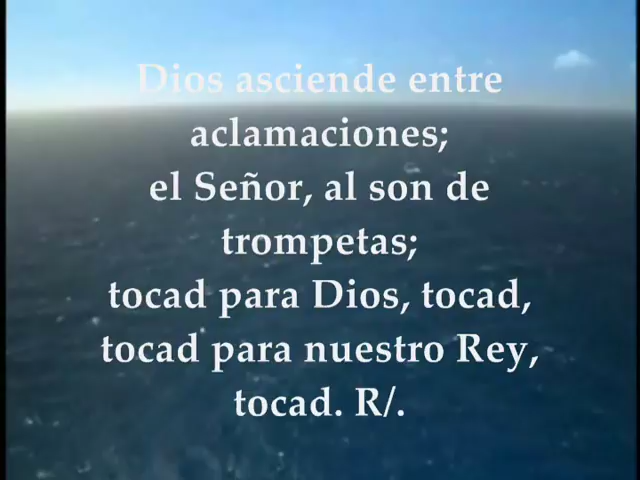 Dios asciende entre
aclamaciones;
el Señor, al son de
trompetas;
tocad para Dios, tocad,
tocad para nuestro Rey,
tocad. R/.